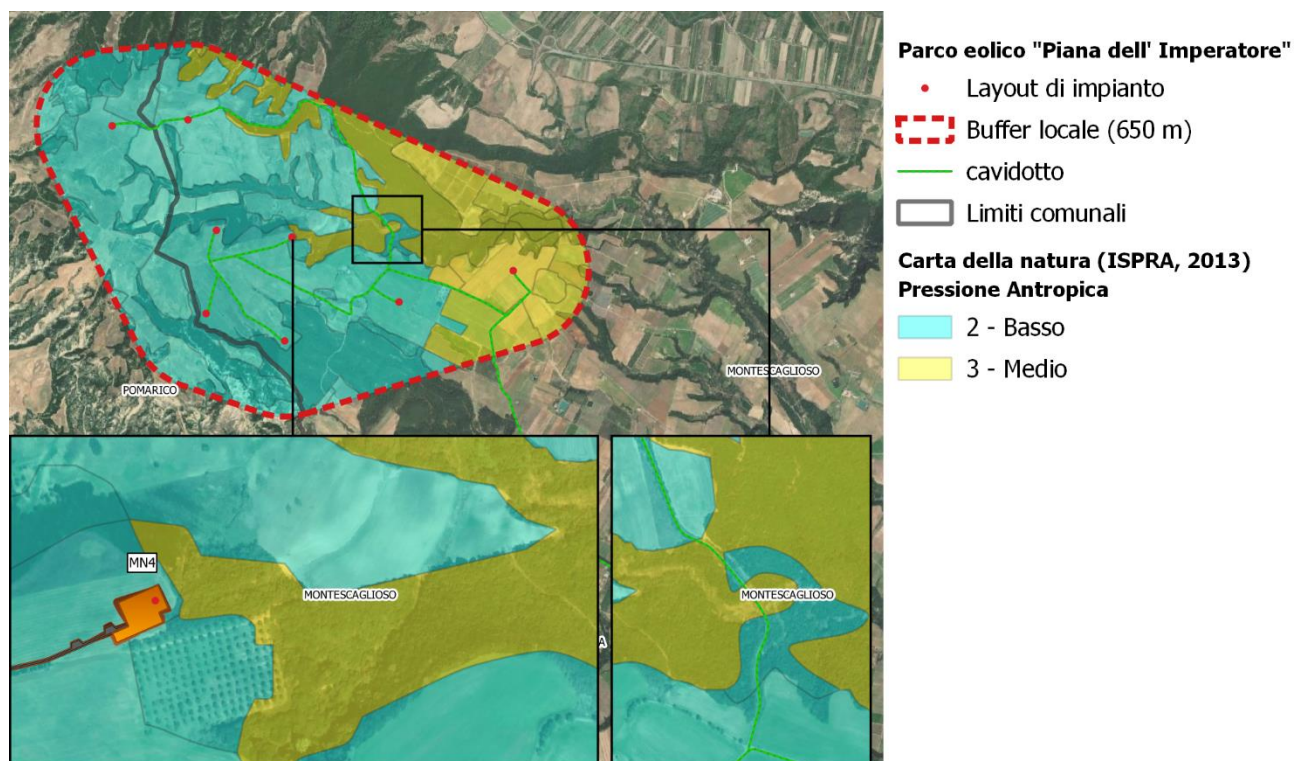 Parco eolico "Piana dell' Imperatore"
Layout di impianto
Buffer locale (650 m)
cavidotto
Limiti comunali
Carta della natura (ISPRA, 2013)
Pressione Antropica
2 - Basso
3 - Medio
MONTESCAGLIOSO
POMARICO
MN4
MONTESCAGLIOSO
MONTESCAGLIOSO
A